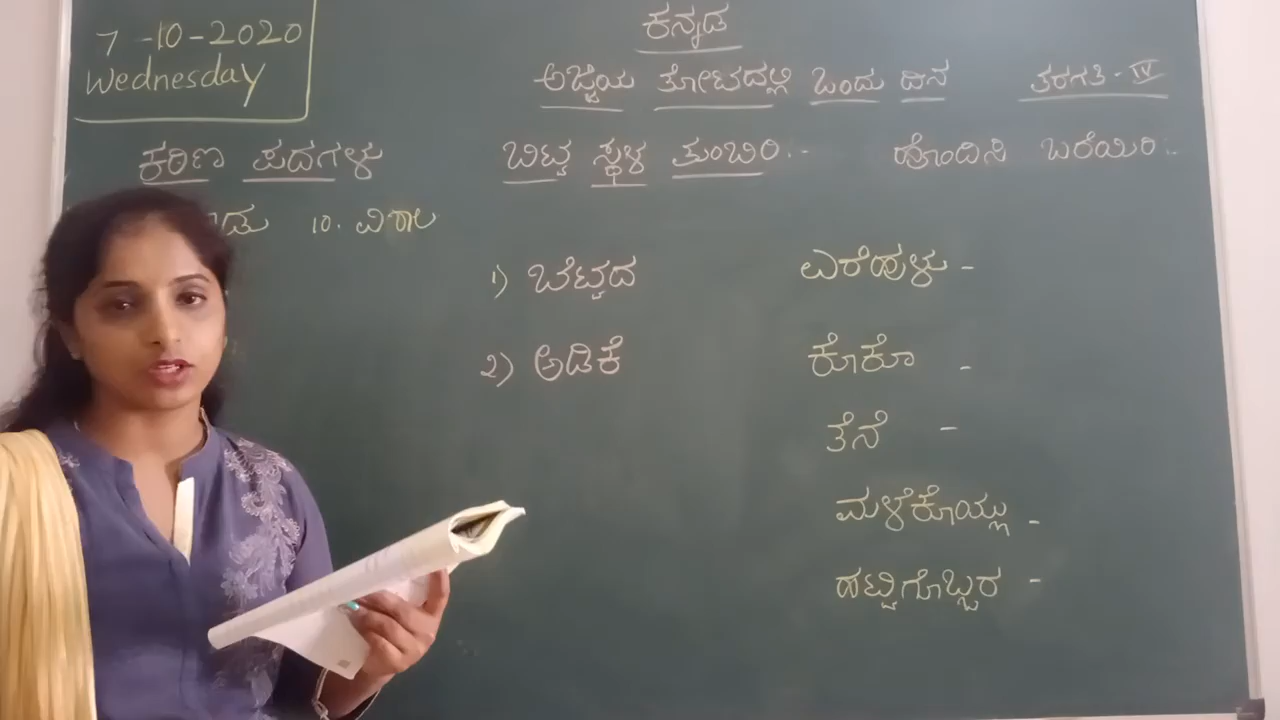 7-10-2020
Wednesday
ಕನ್ನಡ
ಅಜ್ಜಿಯ ತೋಟದಲ್ಲಿ ಒಂದು ದಿನ ತರಗತಿ-IV
ಕಠಿಣ ಪದಗಳು
10. ವಿಶಾಲ
ಬಿಟ್ಟ ಸ್ಥಳ ತುಂಬಿರಿ.-
1) ಬೆಟ್ಟದ
2) ಅಡಿಕೆ
ಹೊಂದಿಸಿ ಬರೆಯಿರಿ:-
ಎರೆಹುಳು -
ಕೊಕೊ -
ತೆನೆ -
ಮಳೆಕೊಯ್ಲು -
ಹಟ್ಟಿಗೊಬ್ಬರ -